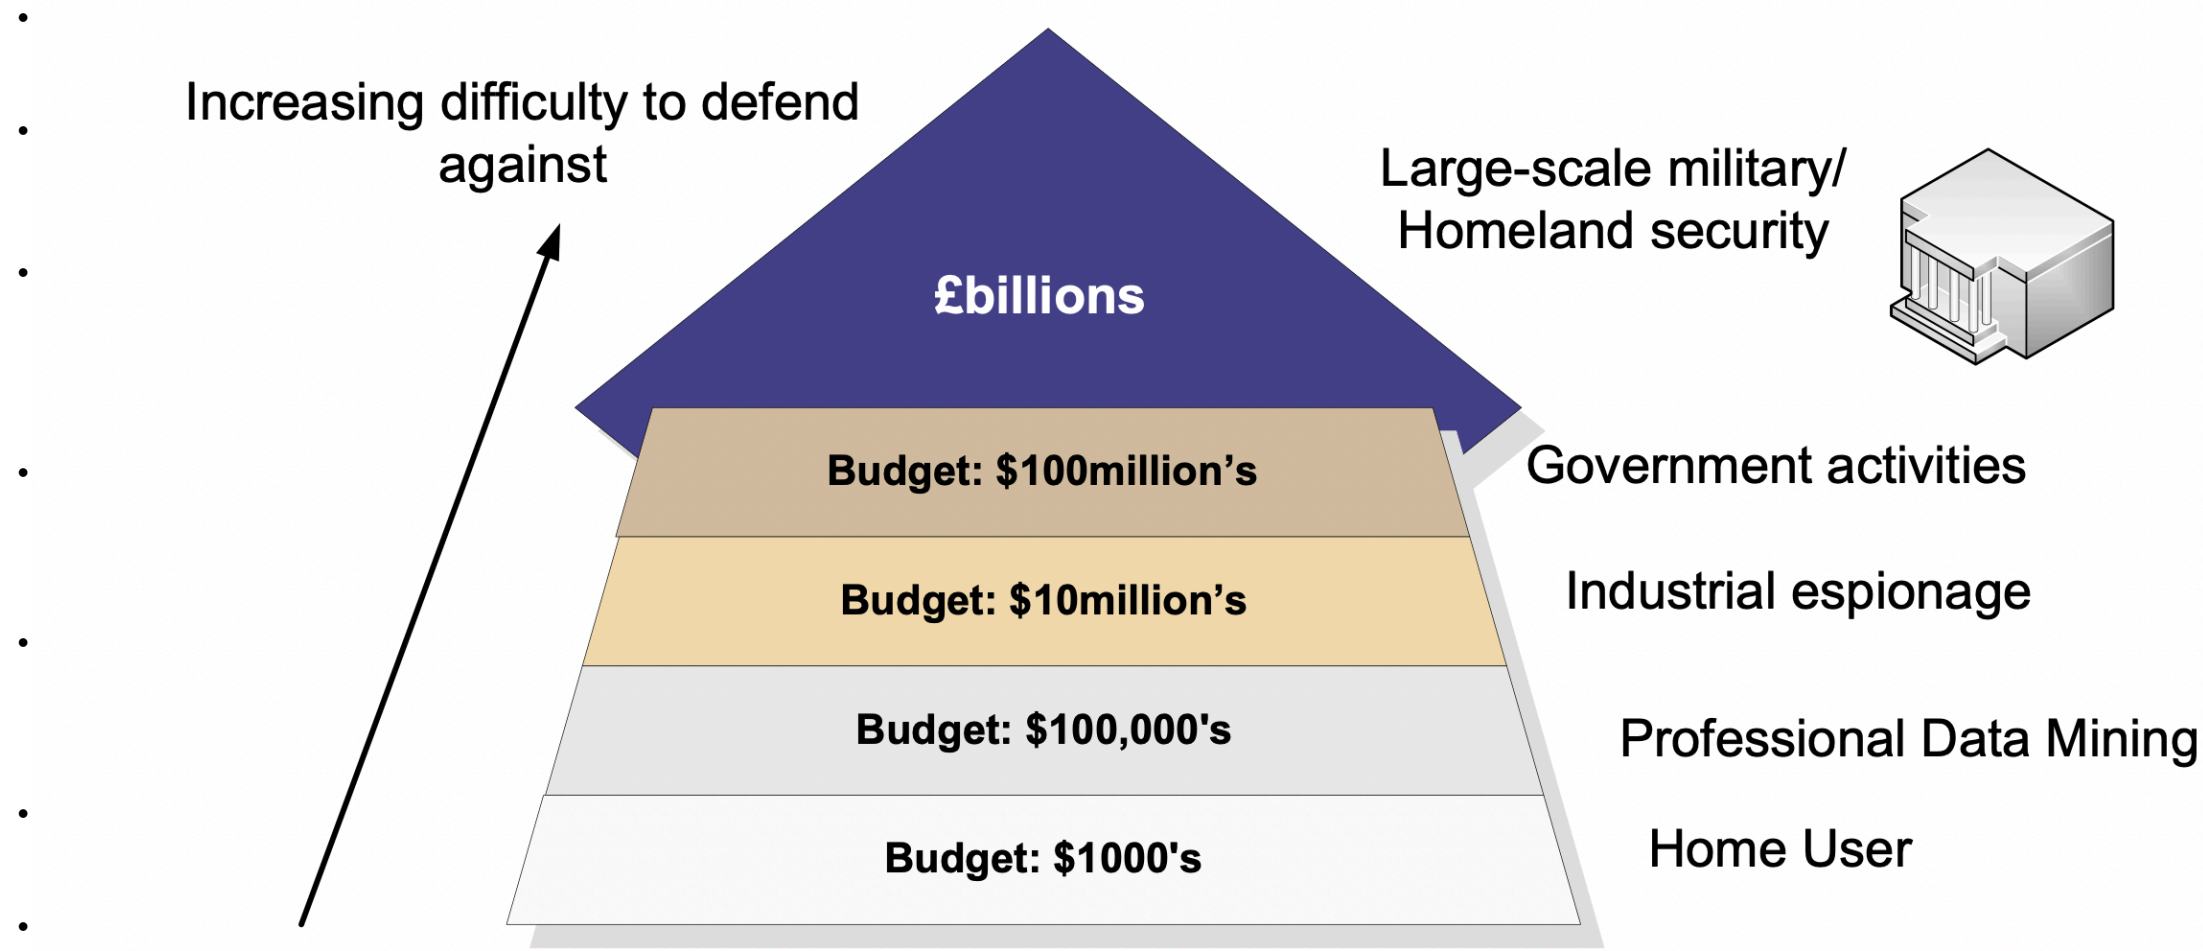 Increasing difficulty to defend
against
Large-scale military/
Homeland security
£billions
Budget: $100million’s
Government activities
Budget: $10million’s
Industrial espionage
Budget: $100,000's
Professional Data Mining
Budget: $1000's
Home User